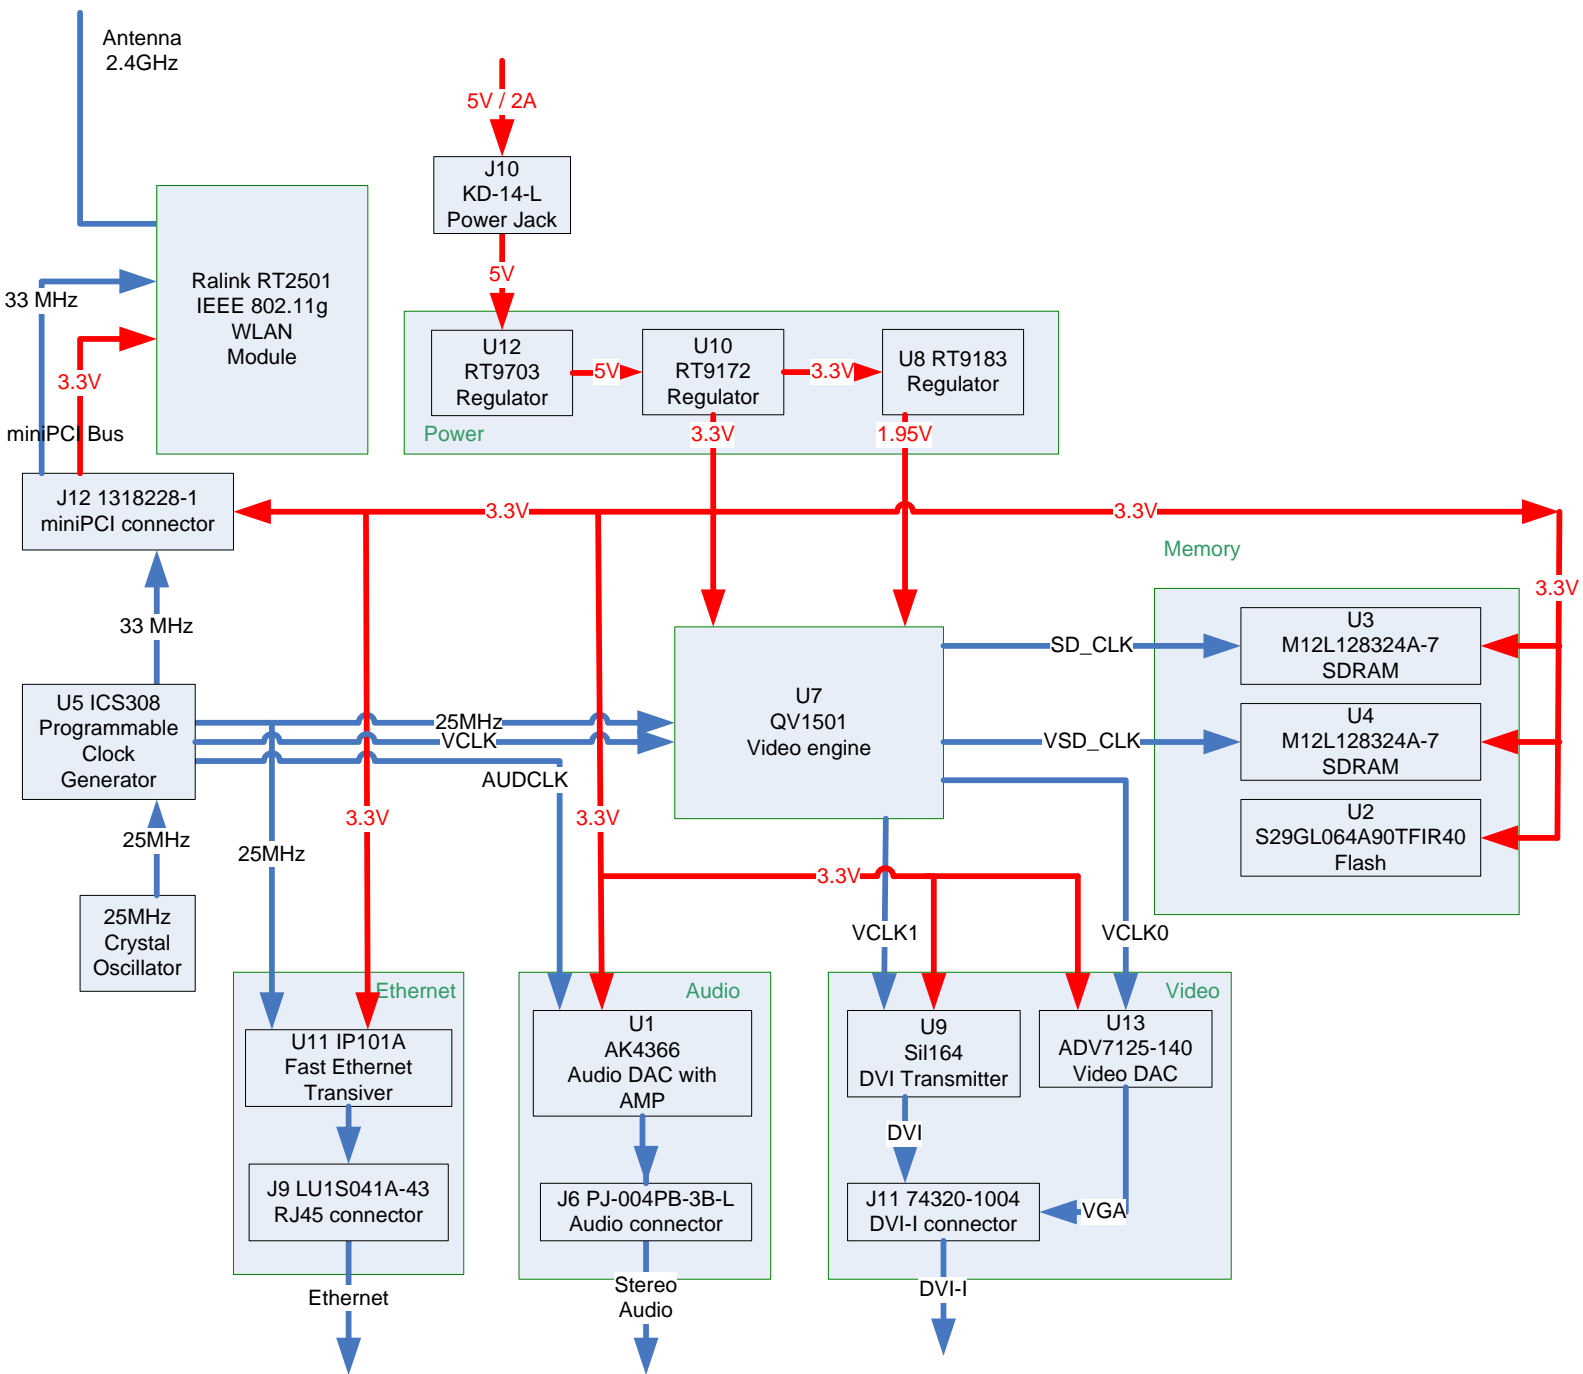 Antenna
2.4GHz
5V / 2A
J10
KD-14-L
Power Jack
5V
33 MHz
Ralink RT2501
IEEE 802.11g
WLAN
Module
3.3V
miniPCI Bus
U12
RT9703
Regulator
5V
U10
RT9172
Regulator
3.3V
U8 RT9183
Regulator
Power
3.3V
1.95V
J12 1318228-1
miniPCI connector
3.3V
3.3V
Memory
3.3V
33 MHz
U5 ICS308
Programmable
Clock
Generator
25MHz
VCLK
AUDCLK
U7
QV1501
Video engine
SD_CLK
VSD_CLK
U3
M12L128324A-7
SDRAM
U4
M12L128324A-7
SDRAM
U2
S29GL064A90TFIR40
Flash
25MHz
25MHz
3.3V
3.3V
3.3V
25MHz
Crystal
Oscillator
VCLK1
VCLK0
Ethernet
U11 IP101A
Fast Ethernet
Transiver
J9 LU1S041A-43
RJ45 connector
Ethernet
Audio
U1
AK4366
Audio DAC with
AMP
J6 PJ-004PB-3B-L
Audio connector
Stereo
Audio
Video
U9
Sil164
DVI Transmitter
U13
ADV7125-140
Video DAC
DVI
VGA
J11 74320-1004
DVI-I connector
DVI-I